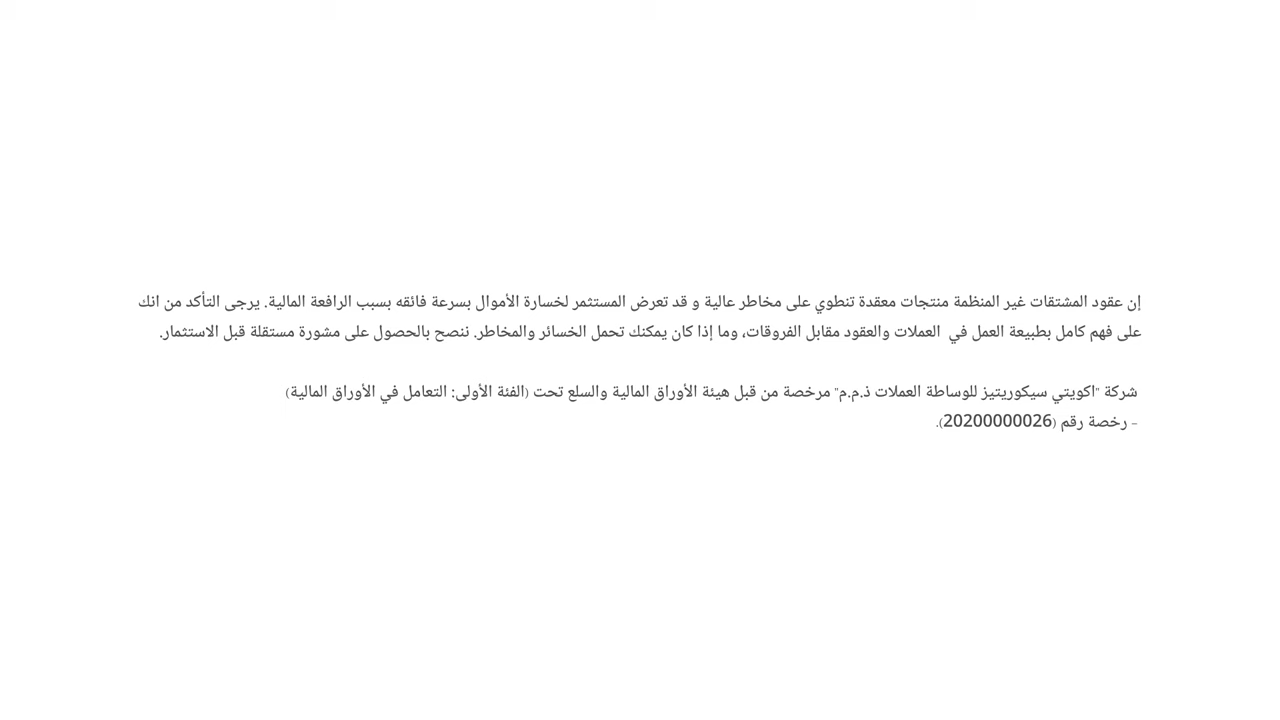 إن عقود المشتقات غير المنظمة منتجات معقدة تنطوي على مخاطر عالية و قد تعرض المستثمر لخسارة الأموال بسرعة فائقه بسبب الرافعة المالية. يرجى التأكد من انك
على فهم كامل بطبيعة العمل في العملات والعقود مقابل الفروقات، وما إذا كان يمكنك تحمل الخسائر والمخاطر. ننصح بالحصول على مشورة مستقلة قبل الاستثمار.
شركة "اكويتي سيكوريتيز للوساطة العملات ذ.م.م" مرخصة من قبل هيئة الأوراق المالية والسلع تحت (الفئة الأولى: التعامل في الأوراق المالية)
– رخصة رقم (20200000026).